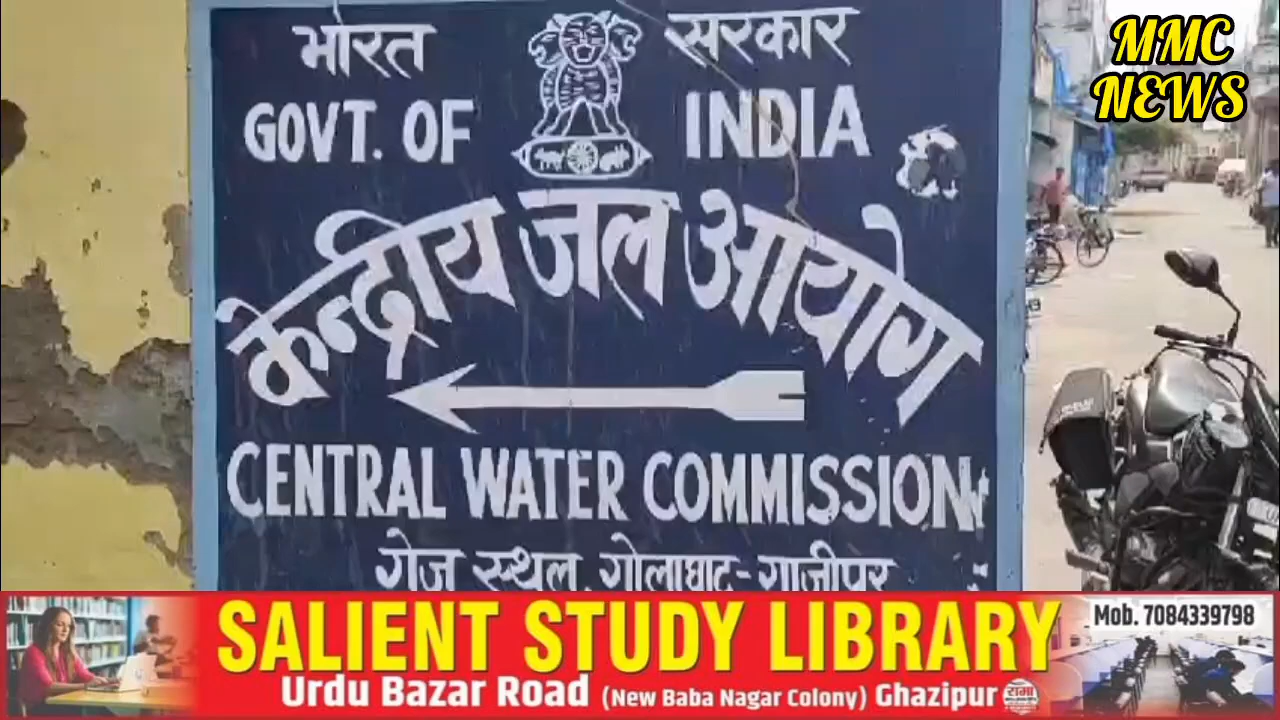 भारत सरकार
GOVT. OF INDIA
केन्द्रीय जल आयोग
CENTRAL WATER COMMISSION
गेज स्थल, गोलाघाट-गाजीपुर
MMC
NEWS
SALIENT STUDY LIBRARY
Mob. 7084339798
Urdu Bazar Road (New Baba Nagar Colony) Ghazipur